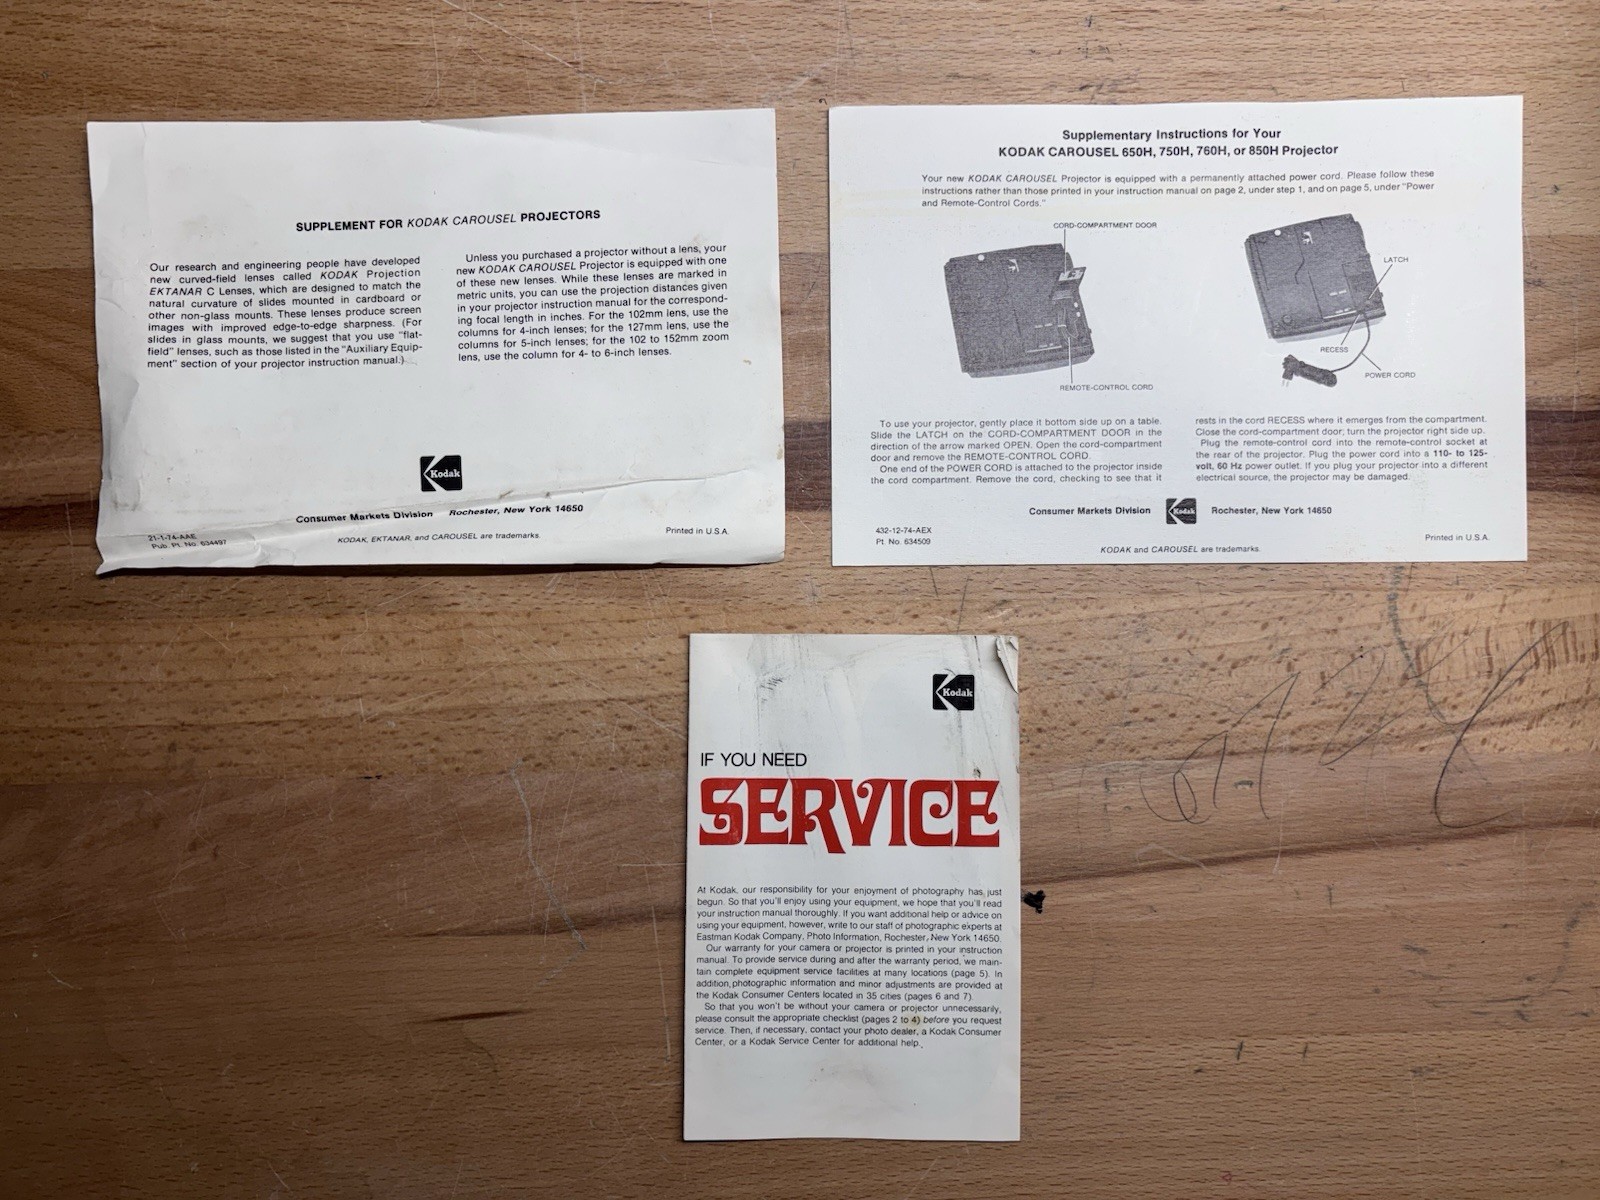 SUPPLEMENT FOR KODAK CAROUSEL PROJECTORS
Our research and engineering people have developed
new curved-field lenses called KODAK Projection
EKTANAR C Lenses, which are designed to match the
natural curvature of slides mounted in cardboard or
other non-glass mounts. These lenses produce screen
images with improved edge-to-edge sharpness. (For
slides in glass mounts, we suggest that you use "flat-
field" lenses, such as those listed in the "Auxiliary Equip-
ment" section of your projector instruction manual.)
Unless you purchased a projector without a lens, your
new KODAK CAROUSEL Projector is equipped with one
of these new lenses. While these lenses are marked in
metric units, you can use the projection distances given
in your projector instruction manual for the correspond-
ing focal length in inches. For the 102mm lens, use the
columns for 4-inch lenses; for the 127mm lens, use the
columns for 5-inch lenses; for the 102 to 152mm zoom
lens, use the column for 4- to 6-inch lenses.
Kodak
Consumer Markets Division Rochester, New York 14650
21-1-74-AAE
Pub. Pt. No. 634497
KODAK, EKTANAR, and CAROUSEL are trademarks.
Printed in U.S.A.
Supplementary Instructions for Your
KODAK CAROUSEL 650H, 750H, 760H, or 850H Projector
Your new KODAK CAROUSEL Projector is equipped with a permanently attached power cord. Please follow these
instructions rather than those printed in your instruction manual on page 2, under step 1, and on page 5, under "Power
and Remote-Control Cords."
CORD-COMPARTMENT DOOR
REMOTE-CONTROL CORD
LATCH
RECESS
POWER CORD
To use your projector, gently place it bottom side up on a table.
Slide the LATCH on the CORD-COMPARTMENT DOOR in the
direction of the arrow marked OPEN. Open the cord-compartment
door and remove the REMOTE-CONTROL CORD.
One end of the POWER CORD is attached to the projector inside
the cord compartment. Remove the cord, checking to see that it
rests in the cord RECESS where it emerges from the compartment.
Close the cord-compartment door; turn the projector right side up.
Plug the remote-control cord into the remote-control socket at
the rear of the projector. Plug the power cord into a 110- to 125-
volt, 60 Hz power outlet. If you plug your projector into a different
electrical source, the projector may be damaged.
Consumer Markets Division Kodak Rochester, New York 14650
432-12-74-AEX
Pt. No. 634509
KODAK and CAROUSEL are trademarks.
Printed in U.S.A.
Kodak
IF YOU NEED
SERVICE
At Kodak, our responsibility for your enjoyment of photography has just
begun. So that you'll enjoy using your equipment, we hope that you'll read
your instruction manual thoroughly. If you want additional help or advice on
using your equipment, however, write to our staff of photographic experts at
Eastman Kodak Company, Photo Information, Rochester, New York 14650.
Our warranty for your camera or projector is printed in your instruction
manual. To provide service during and after the warranty period, we main-
tain complete equipment service facilities at many locations (page 5). In
addition, photographic information and minor adjustments are provided at
the Kodak Consumer Centers located in 35 cities (pages 6 and 7).
So that you won't be without your camera or projector unnecessarily,
please consult the appropriate checklist (pages 2 to 4) before you request
service. Then, if necessary, contact your photo dealer, a Kodak Consumer
Center, or a Kodak Service Center for additional help.